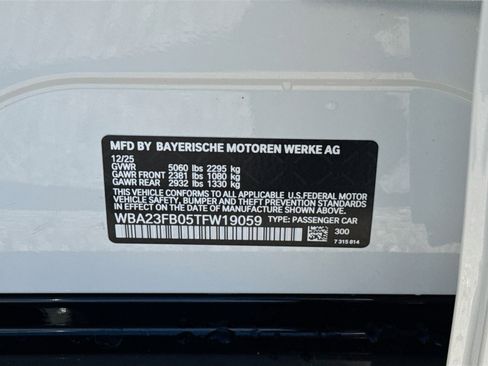 MFD BY BAYERISCHE MOTOREN WERKE AG
12/25
GVWR 5060 lbs 2295 kg
GAWR FRONT 2381 lbs 1080 kg
GAWR REAR 2932 lbs 1330 kg
THIS VEHICLE CONFORMS TO ALL APPLICABLE U.S.FEDERAL MOTOR
VEHICLE SAFETY, BUMPER AND THEFT PREVENTION STANDARDS
IN EFFECT ON THE DATE OF MANUFACTURE SHOWN ABOVE.
WBA23FB05TFW19059 TYPE: PASSENGER CAR
300
7 315 814